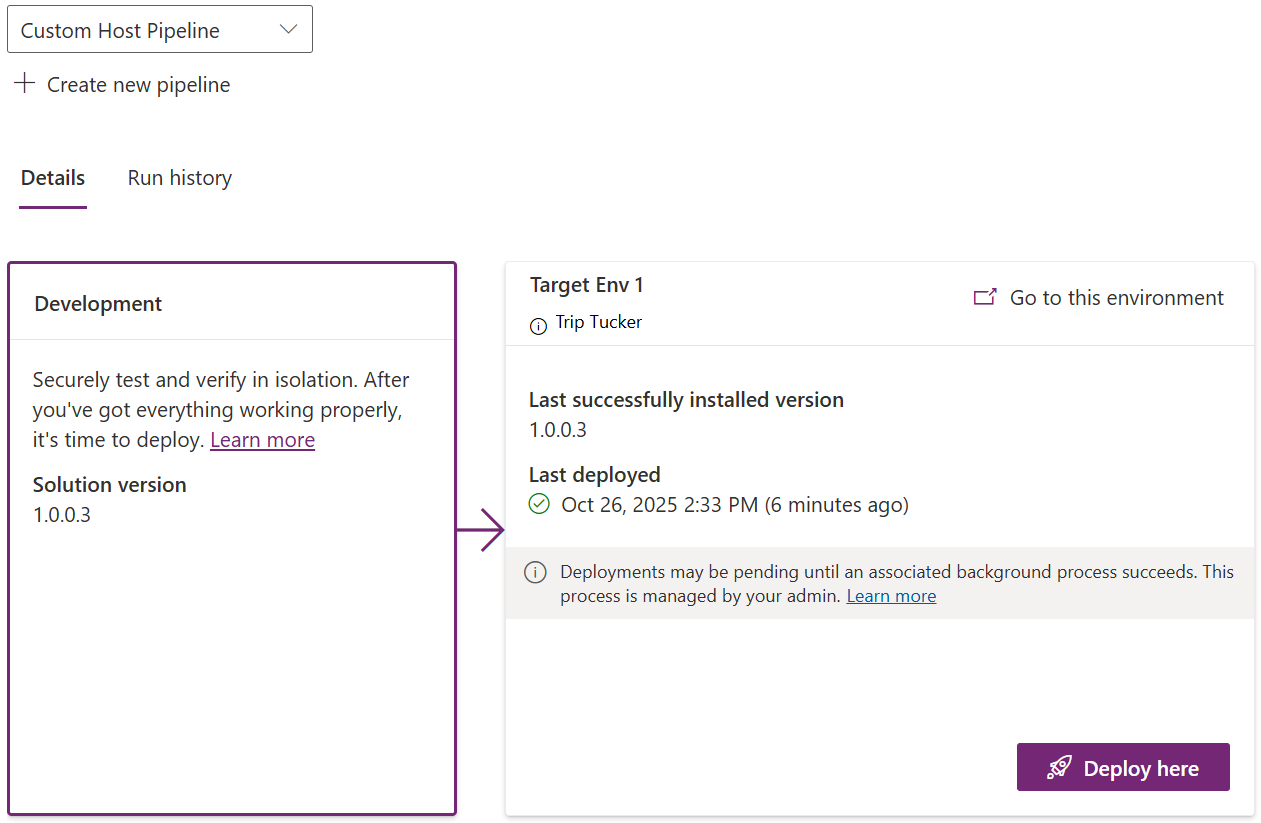 Custom Host Pipeline
Create new pipeline
Details
Run history
Development
Securely test and verify in isolation. After
you've got everything working properly,
it's time to deploy. Learn more
Solution version
1.0.0.3
Target Env 1
Trip Tucker
Go to this environment
Last successfully installed version
1.0.0.3
Last deployed
Oct 26, 2025 2:33 PM (6 minutes ago)
Deployments may be pending until an associated background process succeeds. This
process is managed by your admin. Learn more
Deploy here